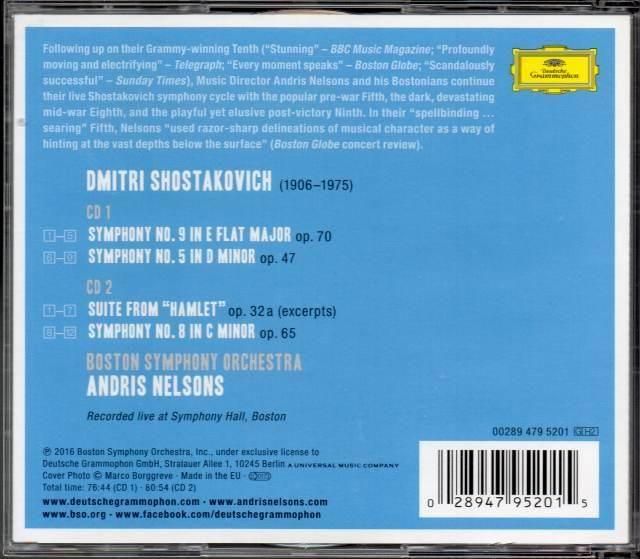 Following up on their Grammy-winning Tenth (“Stunning” – BBC Music Magazine; “Profoundly
moving and electrifying” – Telegraph; “Every moment speaks” – Boston Globe; “Scandalously
successful” – Sunday Times), Music Director Andris Nelsons and his Bostonians continue
their live Shostakovich symphony cycle with the popular pre-war Fifth, the dark, devastating
mid-war Eighth, and the playful yet elusive post-victory Ninth. In their “spellbinding ...
searing” Fifth, Nelsons “used razor-sharp delineations of musical character as a way of
hinting at the vast depths below the surface” (Boston Globe concert review).
Deutsche
Grammophon
DMITRI SHOSTAKOVICH (1906–1975)
CD 1
1–5 SYMPHONY NO. 9 IN E FLAT MAJOR op. 70
6–9 SYMPHONY NO. 5 IN D MINOR op. 47
CD 2
1–7 SUITE FROM “HAMLET” op. 32a (excerpts)
8–12 SYMPHONY NO. 8 IN C MINOR op. 65
BOSTON SYMPHONY ORCHESTRA
ANDRIS NELSONS
Recorded live at Symphony Hall, Boston
00289 479 5201 GH2
℗ 2016 Boston Symphony Orchestra, Inc., under exclusive license to
Deutsche Grammophon GmbH, Stralauer Allee 1, 10245 Berlin A UNIVERSAL MUSIC COMPANY
Cover Photo © Marco Borggreve · Made in the EU ·
Total time: 76:44 (CD 1) · 80:54 (CD 2)
www.deutschegrammophon.com · www.andrisnelsons.com
www.bso.org · www.facebook.com/deutschegrammophon
0 28947 95201 5